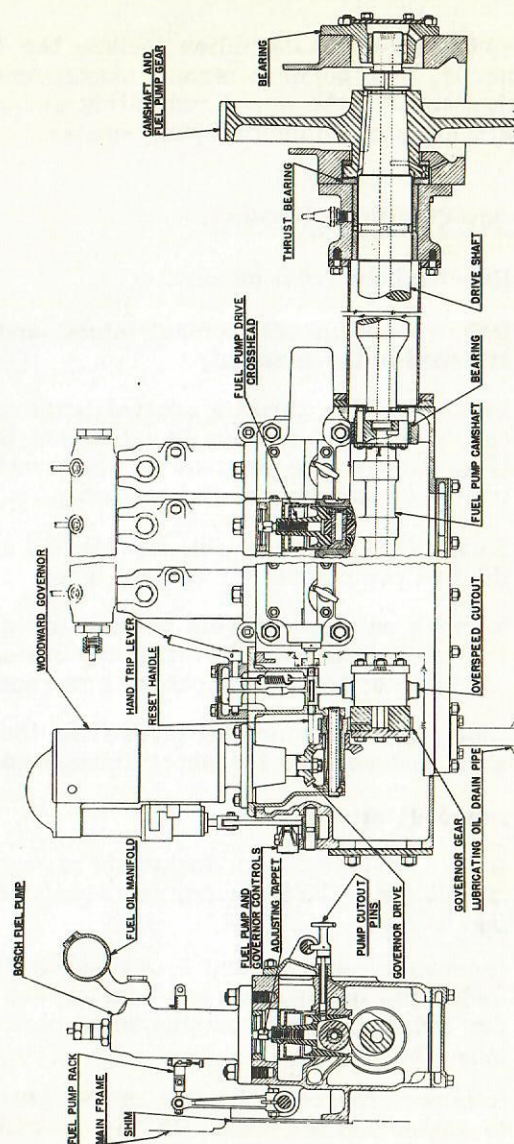 CAMSHAFT AND
FUEL PUMP GEAR
BEARING
THRUST BEARING
DRIVE SHAFT
BEARING
FUEL PUMP DRIVE
CROSSHEAD
FUEL PUMP CAMSHAFT
WOODWARD GOVERNOR
HAND TRIP LEVER
RESET HANDLE
OVERSPEED CUTOUT
GOVERNOR GEAR
LUBRICATING OIL DRAIN PIPE
BOSCH FUEL PUMP
FUEL OIL MANIFOLD
FUEL PUMP AND
GOVERNOR CONTROLS
ADJUSTING TAPPET
PUMP CUTOUT
PINS
GOVERNOR DRIVE
FUEL PUMP RACK
MAIN FRAME
SHIM